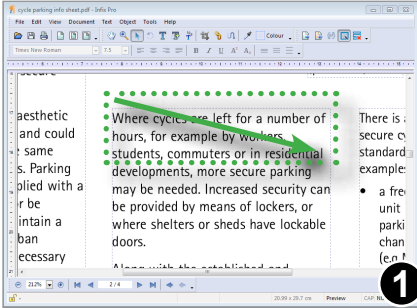 cycle parking info sheet.pdf - Infix Pro
File Edit View Document Text Object Tools Help
Colour
Times New Roman 7.5
secure
aesthetic
and could
same
s. Parking
plied with a
or be
intain a
ban
ecessary
Where cycles are left for a number of
hours, for example by workers,
students, commuters or in residential
developments, more secure parking
may be needed. Increased security can
be provided by means of lockers, or
where shelters or sheds have lockable
doors.
Along with the established and
There is a
secure cy
standard
examples
• a free
unit
parki
chan
(e.g M
212% 2 / 4
20.99 x 29.7 cm Preview CAP NU
1